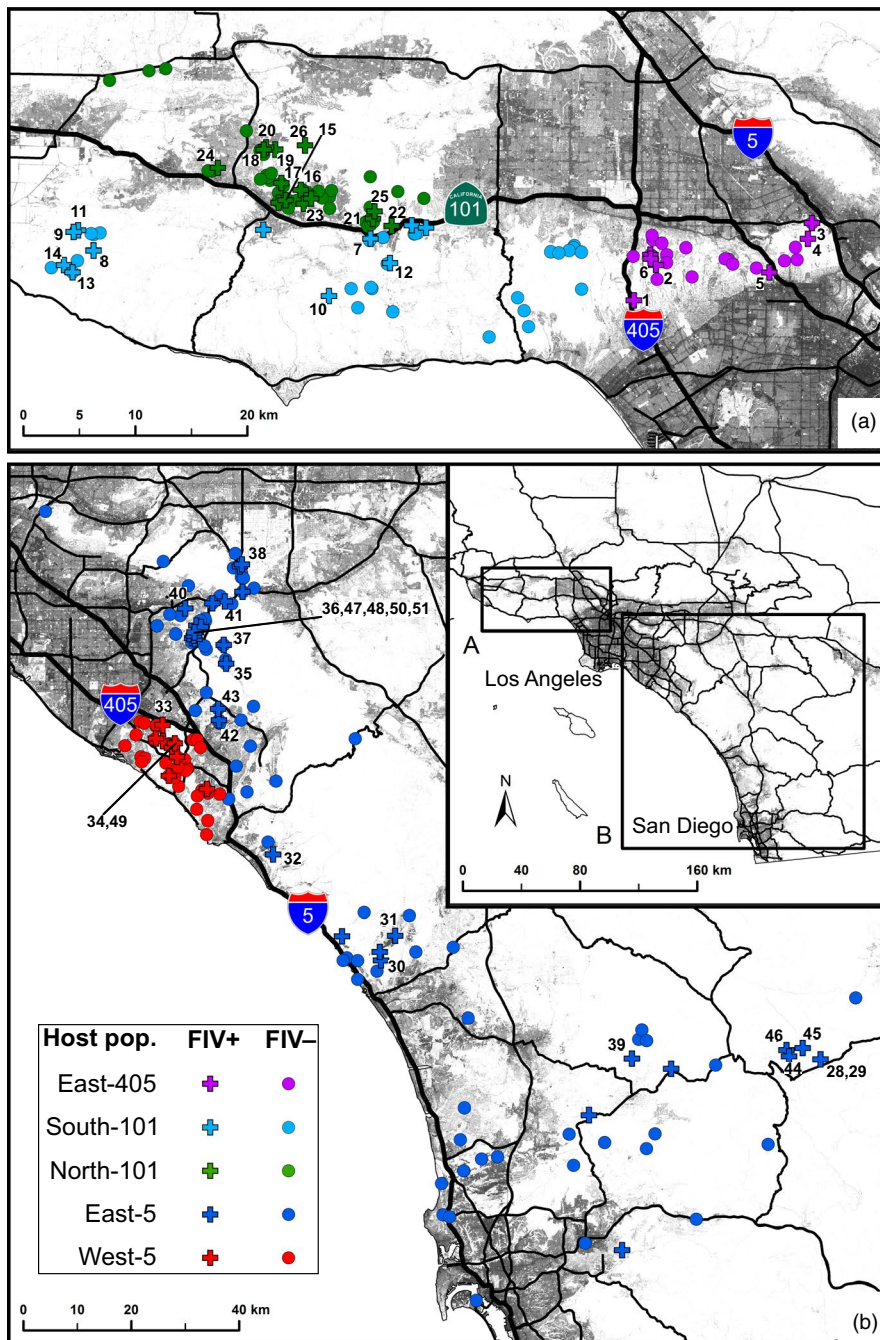 20
26
15
18
19
24
17
16
25
22
23
21
CALIFORNIA
101
5
11
9
14
8
13
7
12
10
3
4
6
2
5
1
405
0 5 10 20 km
(a)
38
40
41
36,47,48,50,51
37
35
43
405
33
42
34,49
32
5
31
30
A
Los Angeles
N
B
San Diego
0 40 80 160 km
39
46
45
44
28,29
Host pop. FIV+ FIV–
East-405
South-101
North-101
East-5
West-5
0 10 20 40 km
(b)